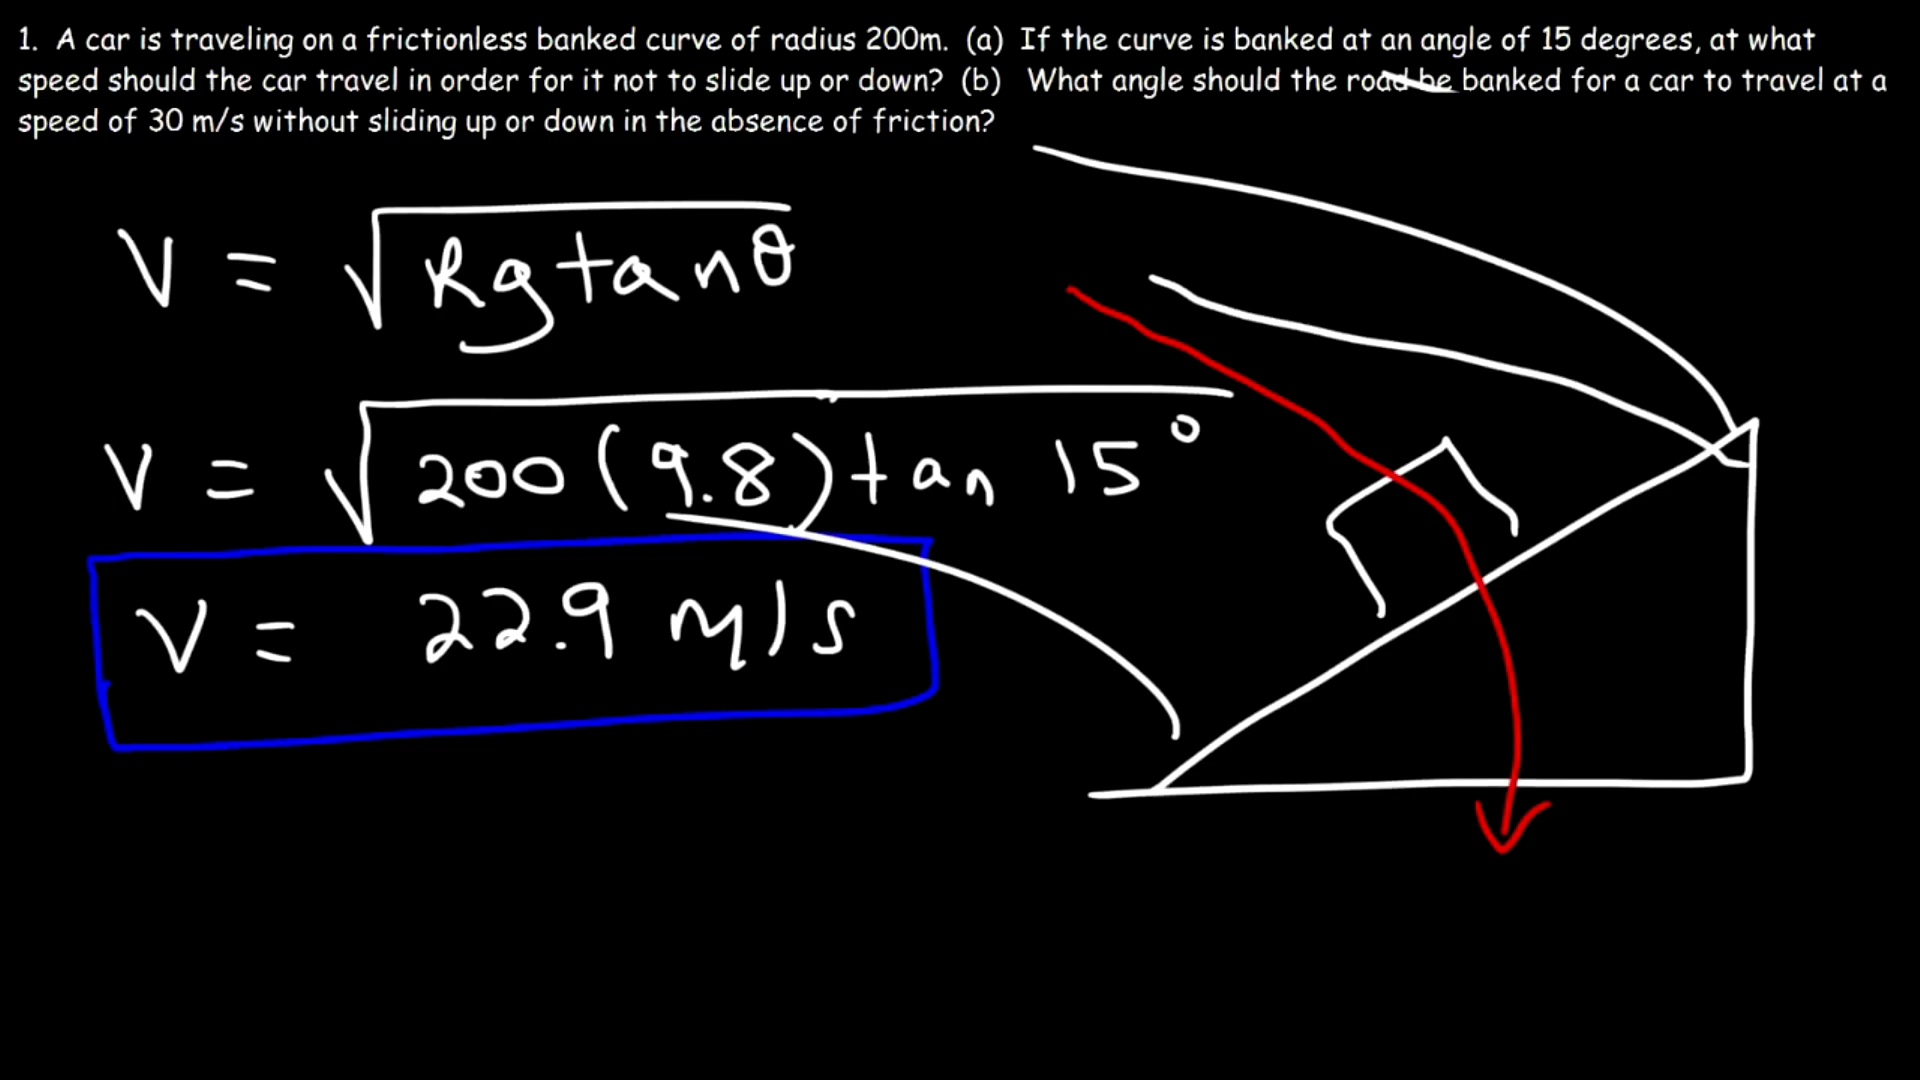 1. A car is traveling on a frictionless banked curve of radius 200m. (a) If the curve is banked at an angle of 15 degrees, at what
speed should the car travel in order for it not to slide up or down? (b) What angle should the road be banked for a car to travel at a
speed of 30 m/s without sliding up or down in the absence of friction?
V = √Rgtanθ
V = √200(9.8)tan 15°
V = 22.9 m/s